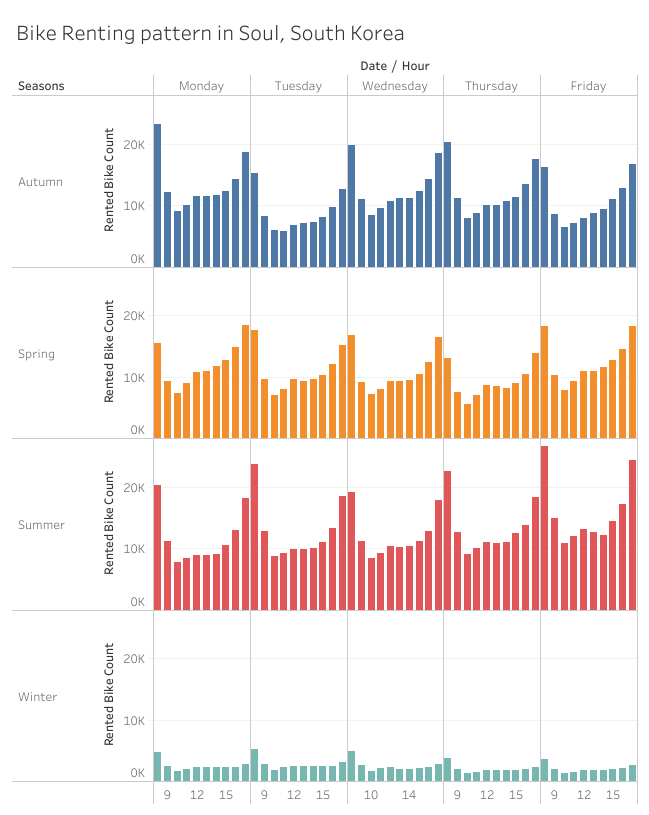 Bike Renting pattern in Soul, South Korea
Date / Hour
Seasons Monday Tuesday Wednesday Thursday Friday
Autumn
Rented Bike Count
20K
10K
0K
Spring
Rented Bike Count
20K
10K
0K
Summer
Rented Bike Count
20K
10K
0K
Winter
Rented Bike Count
20K
10K
0K
9 12 15 9 12 15 10 14 9 12 15 9 12 15